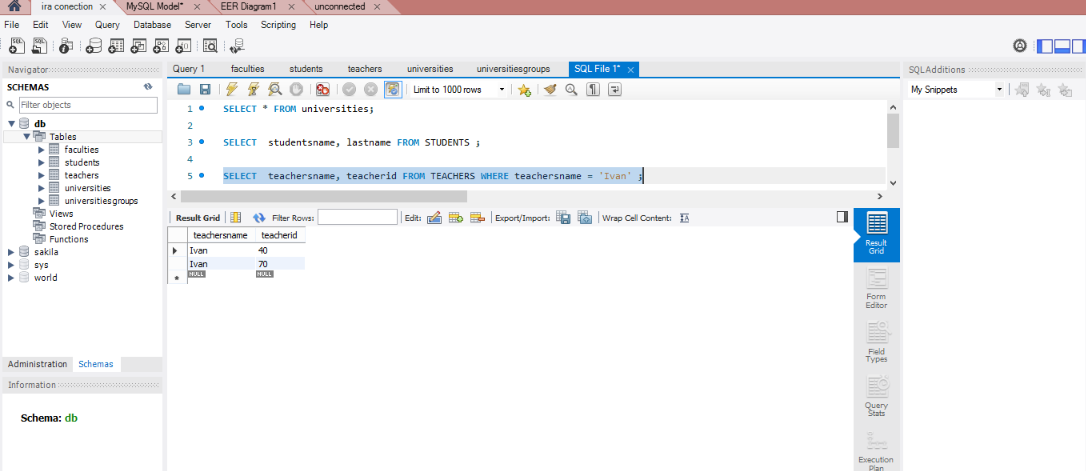 ira conection MySQL Model* EER Diagram1 unconnected
File Edit View Query Database Server Tools Scripting Help
Navigator
SCHEMAS
Filter objects
db
Tables
faculties
students
teachers
universities
universitiesgroups
Views
Stored Procedures
Functions
sakila
sys
world
Administration Schemas
Information
Schema: db
Query 1 faculties students teachers universities universitiesgroups SQL File 1*
Limit to 1000 rows
1 SELECT * FROM universities;
2
3 SELECT studentsname, lastname FROM STUDENTS ;
4
5 SELECT teachersname, teacherid FROM TEACHERS WHERE teachersname = 'Ivan' ;
Result Grid Filter Rows: Edit: Export/Import: Wrap Cell Content:
teachersname teacherid
Ivan 40
Ivan 70
* NULL NULL
Result
Grid
Form
Editor
Field
Types
Query
Stats
Execution
Plan
SQLAdditions
My Snippets